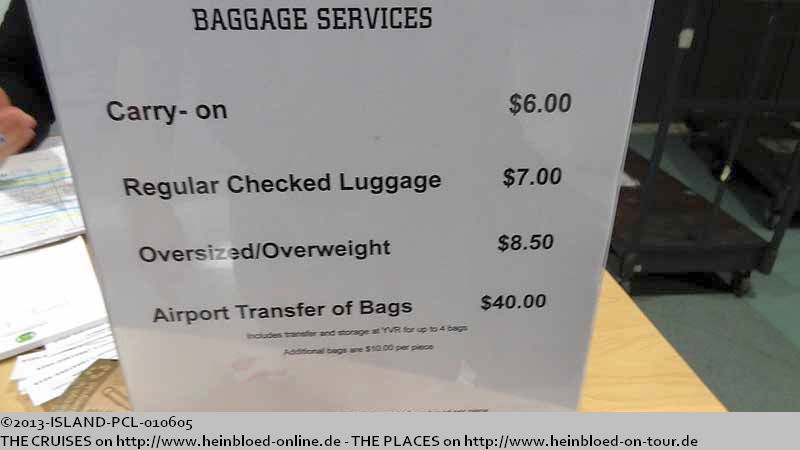 BAGGAGE SERVICES
Carry- on $6.00
Regular Checked Luggage $7.00
Oversized/Overweight $8.50
Airport Transfer of Bags $40.00
Includes transfer and storage at YVR for up to 4 bags
Additional bags are $10.00 per piece
©2013-ISLAND-PCL-010605
THE CRUISES on http://www.heinbloed-online.de - THE PLACES on http://www.heinbloed-on-tour.de